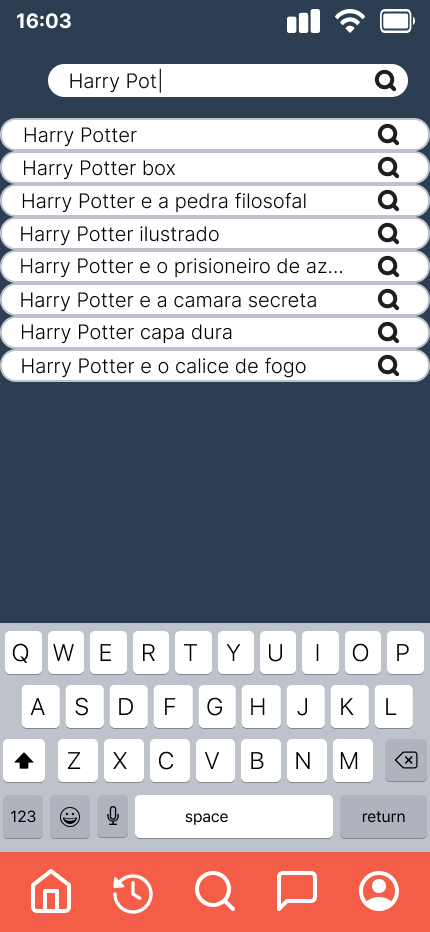 16:03
Harry Pot
Harry Potter
Harry Potter box
Harry Potter e a pedra filosofal
Harry Potter ilustrado
Harry Potter e o prisioneiro de az...
Harry Potter e a camara secreta
Harry Potter capa dura
Harry Potter e o calice de fogo
Q W E R T Y U I O P
A S D F G H J K L
Z X C V B N M
123 space return